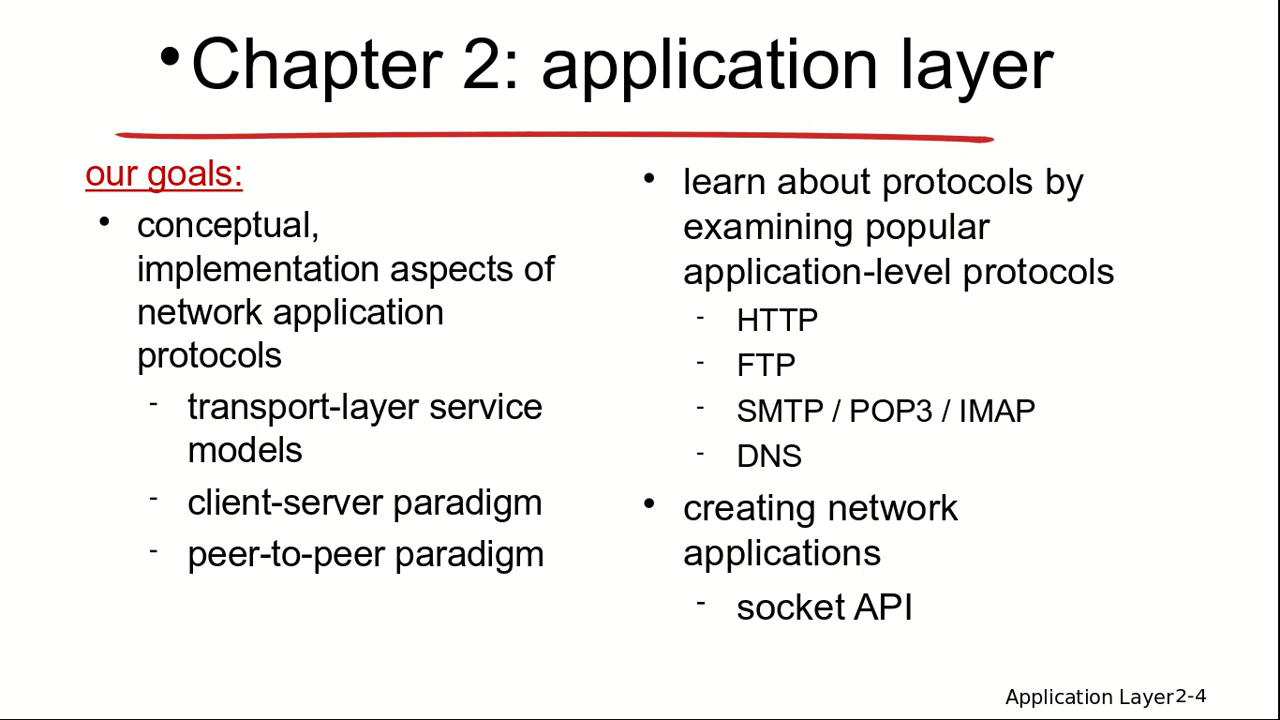 •Chapter 2: application layer
our goals:
• conceptual,
implementation aspects of
network application
protocols
- transport-layer service
models
- client-server paradigm
- peer-to-peer paradigm
• learn about protocols by
examining popular
application-level protocols
- HTTP
- FTP
- SMTP / POP3 / IMAP
- DNS
• creating network
applications
- socket API
Application Layer2-4